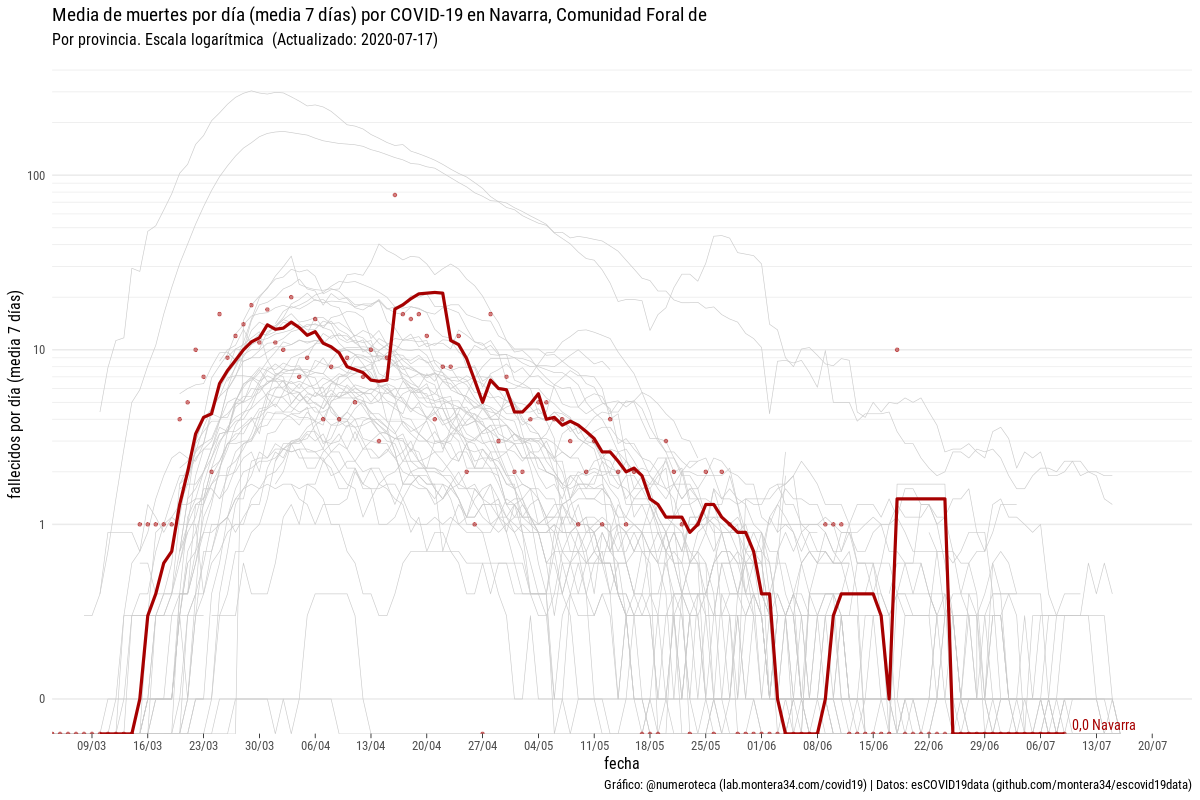 Media de muertes por día (media 7 días) por COVID-19 en Navarra, Comunidad Foral de
Por provincia. Escala logarítmica (Actualizado: 2020-07-17)
fallecidos por día (media 7 días)
100
10
1
0
0,0 Navarra
09/03 16/03 23/03 30/03 06/04 13/04 20/04 27/04 04/05 11/05 18/05 25/05 01/06 08/06 15/06 22/06 29/06 06/07 13/07 20/07
fecha
Gráfico: @numeroteca (lab.montera34.com/covid19) | Datos: esCOVID19data (github.com/montera34/escovid19data)